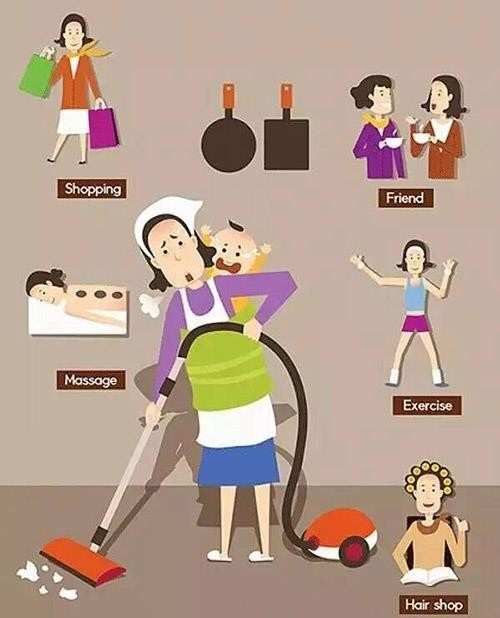 Shopping
Friend
Massage
Exercise
Hair shop